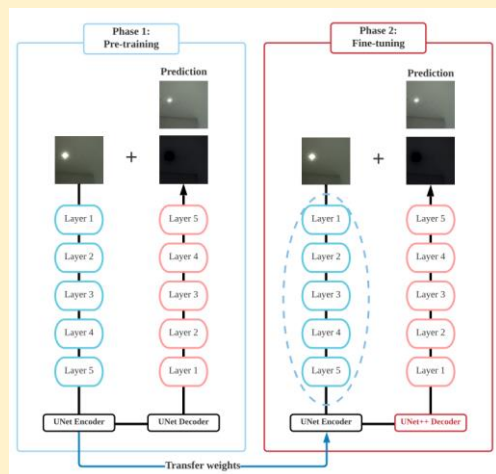 Phase 1:
Pre-training
Prediction
+
Layer 1
Layer 2
Layer 3
Layer 4
Layer 5
Layer 5
Layer 4
Layer 3
Layer 2
Layer 1
UNet Encoder
UNet Decoder
Phase 2:
Fine-tuning
Prediction
+
Layer 1
Layer 2
Layer 3
Layer 4
Layer 5
Layer 5
Layer 4
Layer 3
Layer 2
Layer 1
UNet Encoder
UNet++ Decoder
Transfer weights